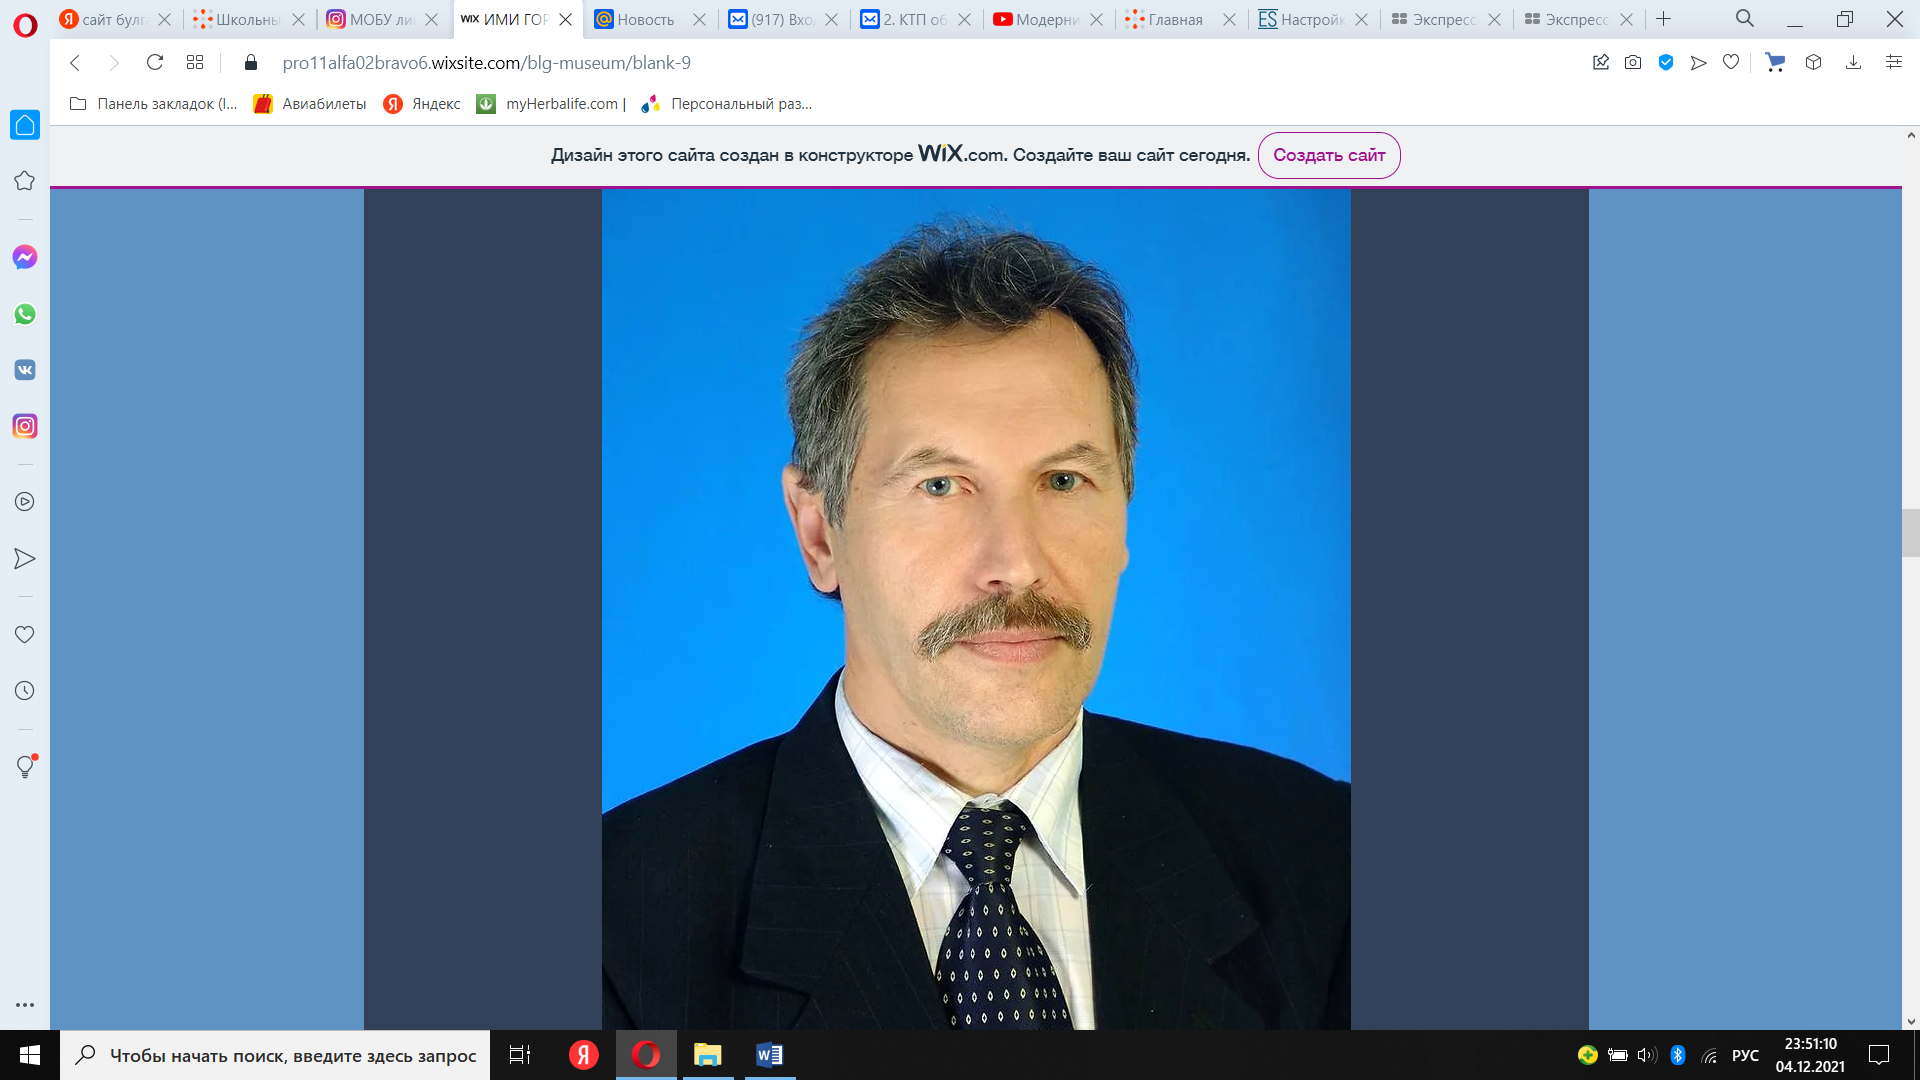 сайт булга
Школьны
МОБУ ли
WiX ИМИ ГОР
Новость
(917) Вхо
2. КТП об
Модерни
Главная
ES Настройк
Экспресс
Экспресс
pro11alfa02bravo6.wixsite.com/blg-museum/blank-9
Панель закладок (I...
Авиабилеты
Яндекс
myHerbalife.com |
Персональный раз...
Дизайн этого сайта создан в конструкторе WiX.com. Создайте ваш сайт сегодня. Создать сайт
Чтобы начать поиск, введите здесь запрос
РУС
23:51:10
04.12.2021